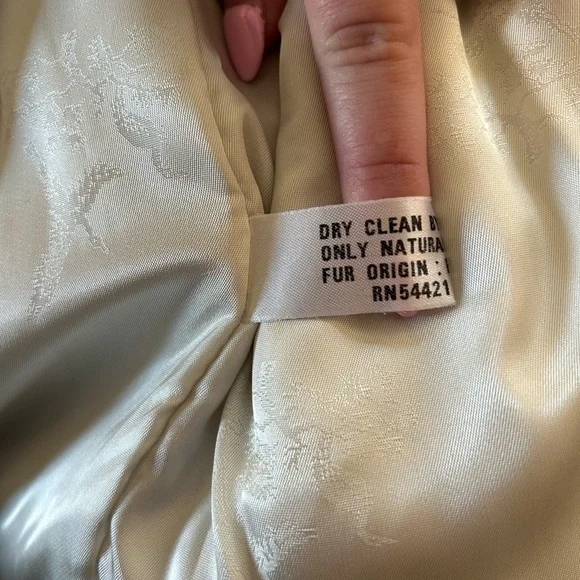 DRY CLEAN
ONLY NATURA
FUR ORIGIN :
RN54421